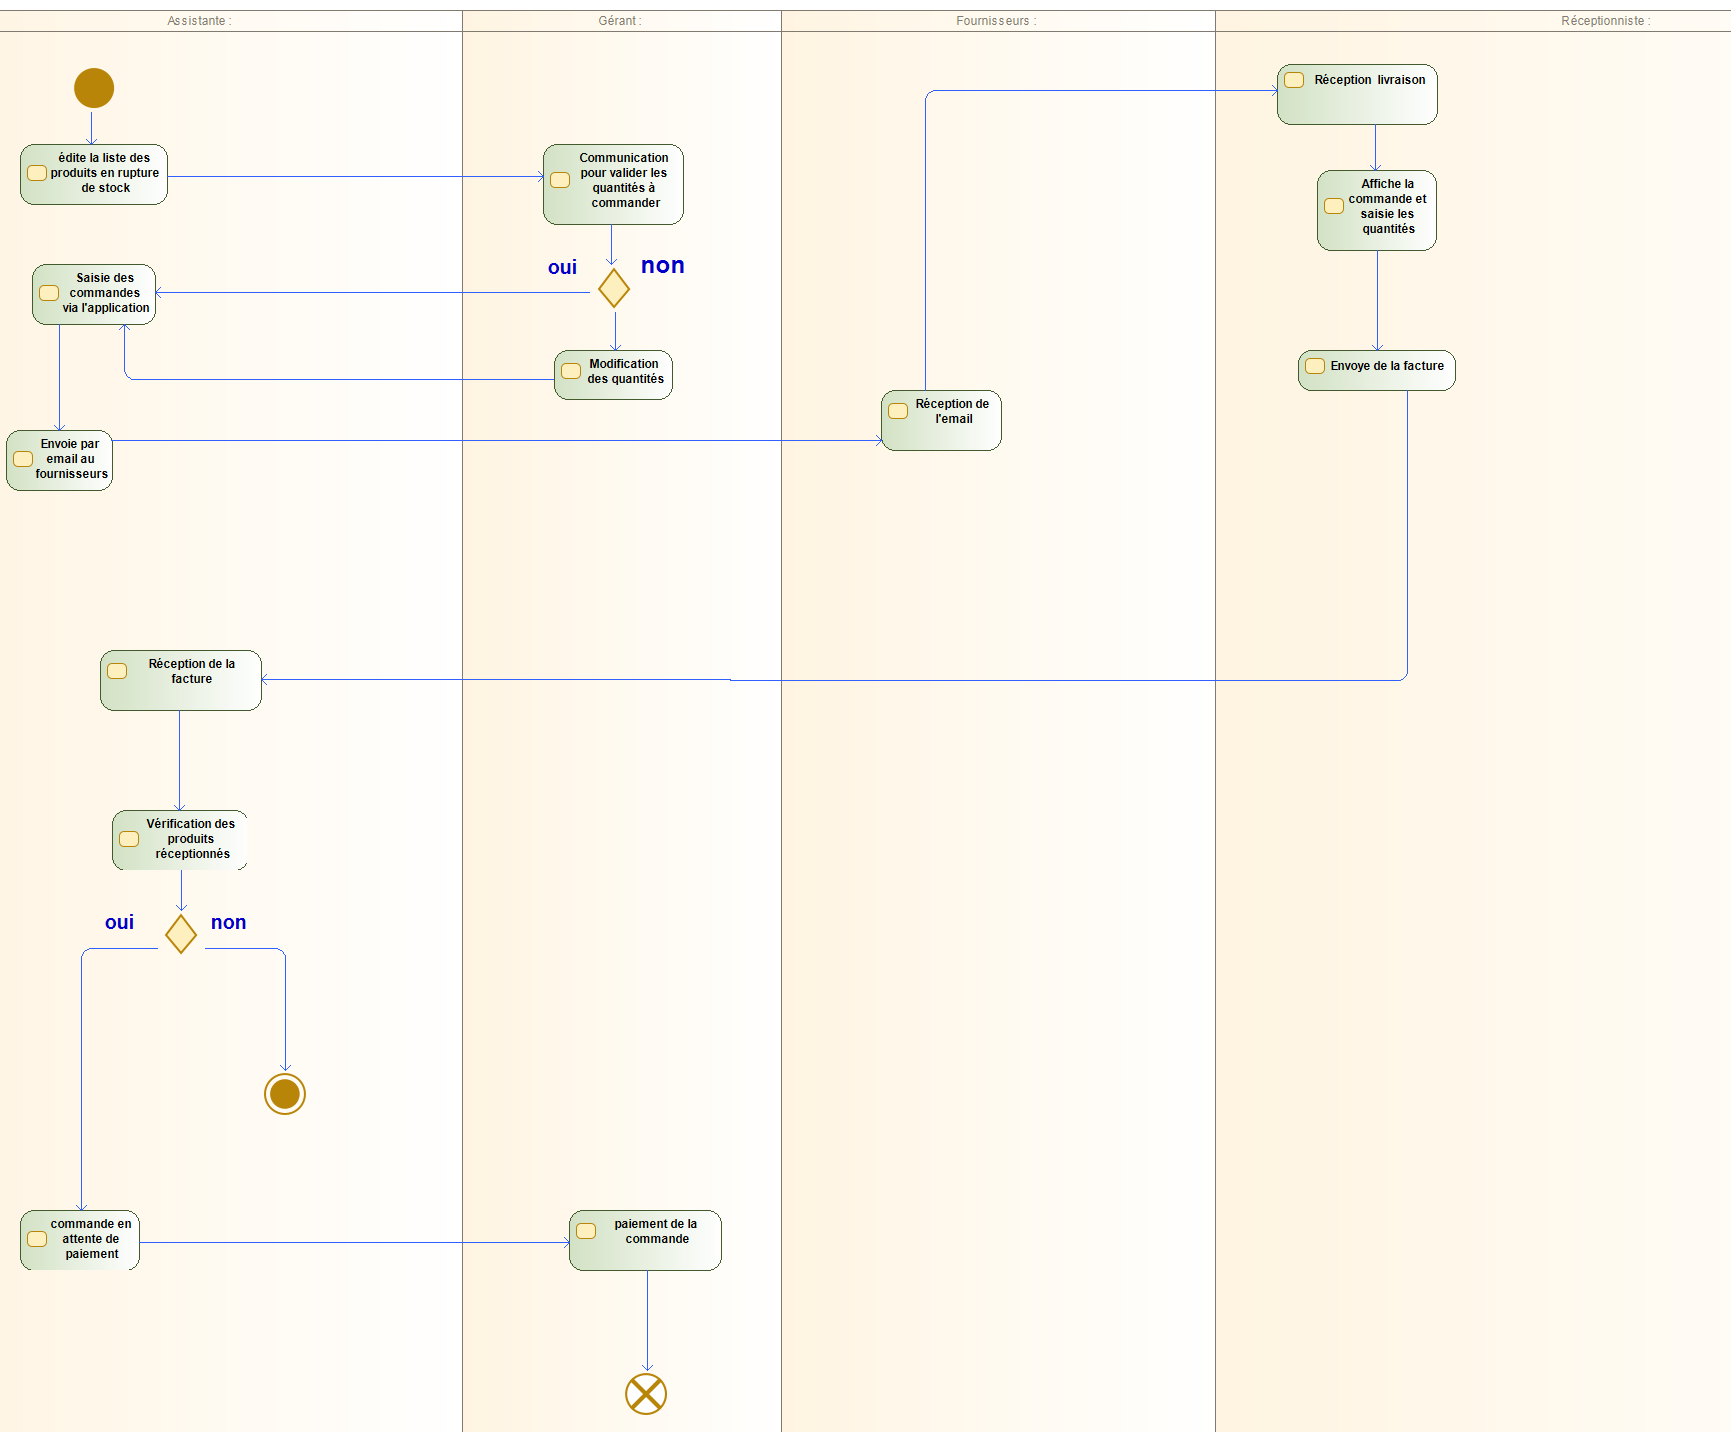 Assistante :
Gérant :
Fournisseurs :
Réceptionniste :
édite la liste des
produits en rupture
de stock
Communication
pour valider les
quantités à
commander
oui
non
Saisie des
commandes
via l'application
Modification
des quantités
Envoie par
email au
fournisseurs
Réception de
l'email
Réception  livraison
Affiche la
commande et
saisie les
quantités
Envoye de la facture
Réception de la
facture
Vérification des
produits
réceptionnés
oui
non
commande en
attente de
paiement
paiement de la
commande